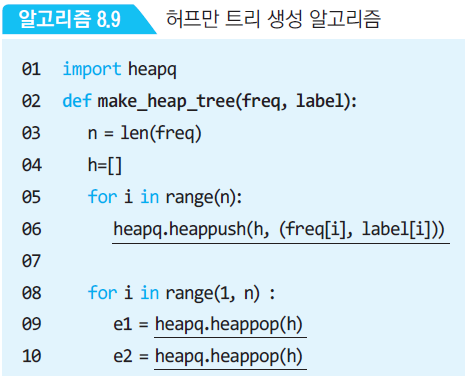 알고리즘 8.9 허프만 트리 생성 알고리즘
01 import heapq
02 def make_heap_tree(freq, label):
03 n = len(freq)
04 h=[]
05 for i in range(n):
06 heapq.heappush(h, (freq[i], label[i]))
07
08 for i in range(1, n) :
09 e1 = heapq.heappop(h)
10 e2 = heapq.heappop(h)